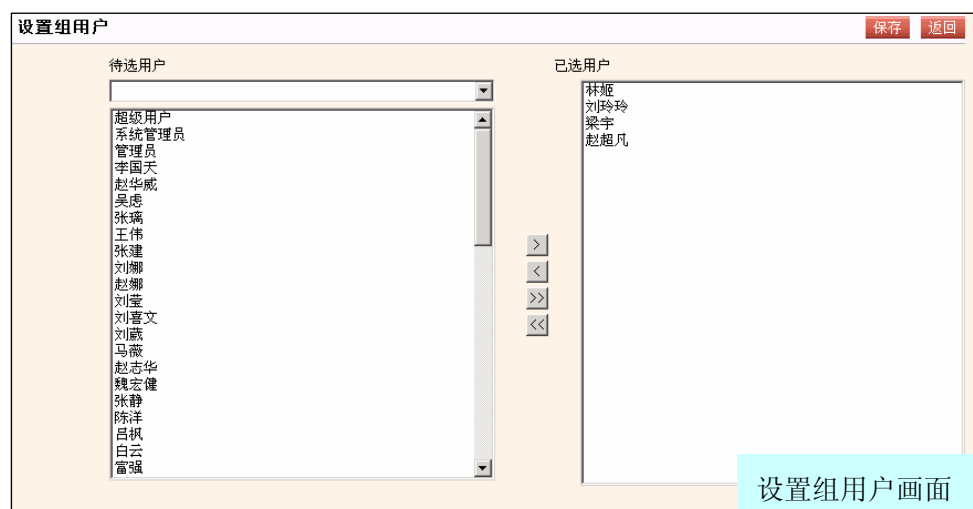 设置组用户
保存 返回
待选用户
超级用户
系统管理员
管理员
李国天
赵华威
吴虑
张璃
王伟
张建
刘娜
赵娜
刘莹
刘喜文
刘葳
马薇
赵志华
魏宏健
张静
陈洋
吕枫
白云
富强
>
<
>>
<<
已选用户
林姬
刘玲玲
梁宇
赵超凡
设置组用户画面